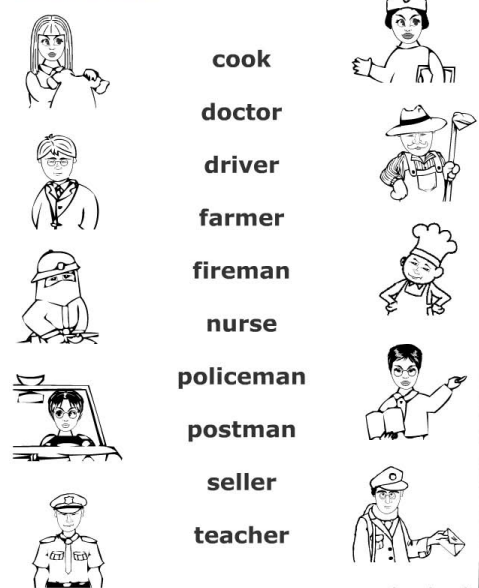 cook
doctor
driver
farmer
fireman
nurse
policeman
postman
seller
teacher